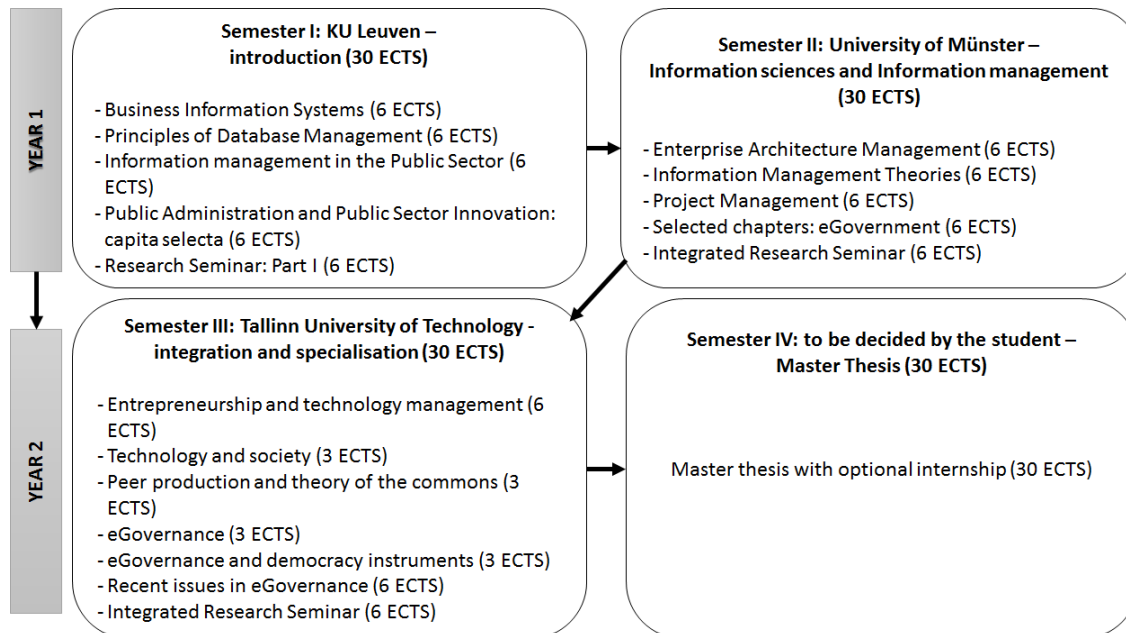 YEAR 1
Semester I: KU Leuven –
introduction (30 ECTS)
- Business Information Systems (6 ECTS)
- Principles of Database Management (6 ECTS)
- Information management in the Public Sector (6
ECTS)
- Public Administration and Public Sector Innovation:
capita selecta (6 ECTS)
- Research Seminar: Part I (6 ECTS)
Semester II: University of Münster –
Information sciences and Information management
(30 ECTS)
- Enterprise Architecture Management (6 ECTS)
- Information Management Theories (6 ECTS)
- Project Management (6 ECTS)
- Selected chapters: eGovernment (6 ECTS)
- Integrated Research Seminar (6 ECTS)
YEAR 2
Semester III: Tallinn University of Technology -
integration and specialisation (30 ECTS)
- Entrepreneurship and technology management (6
ECTS)
- Technology and society (3 ECTS)
- Peer production and theory of the commons (3
ECTS)
- eGovernance (3 ECTS)
- eGovernance and democracy instruments (3 ECTS)
- Recent issues in eGovernance (6 ECTS)
- Integrated Research Seminar (6 ECTS)
Semester IV: to be decided by the student –
Master Thesis (30 ECTS)
Master thesis with optional internship (30 ECTS)